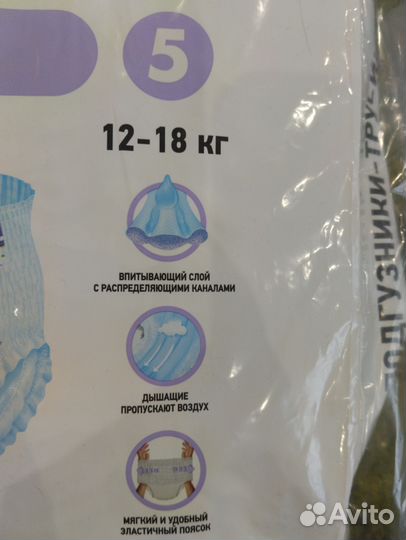 5
12-18 кг
ВПИТЫВАЮЩИЙ СЛОЙ
С РАСПРЕДЕЛЯЮЩИМИ КАНАЛАМИ
ДЫШАЩИЕ
ПРОПУСКАЮТ ВОЗДУХ
МЯГКИЙ И УДОБНЫЙ
ЭЛАСТИЧНЫЙ ПОЯСОК
ПОДГУЗНИКИ-ТРУСИ
Avito